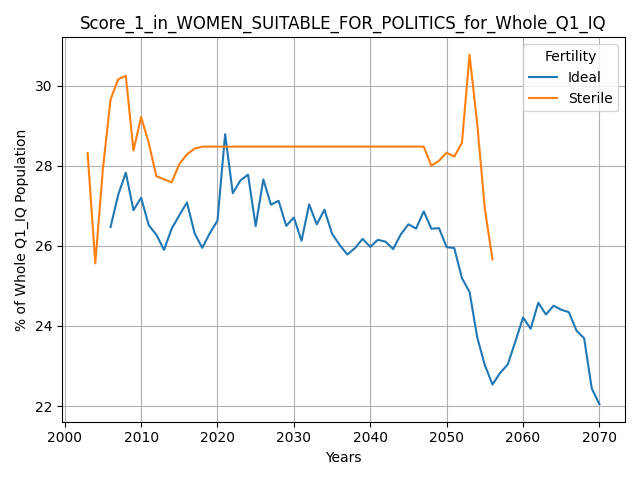 Score_1_in_WOMEN_SUITABLE_FOR_POLITICS_for_Whole_Q1_IQ
Fertility
Ideal
Sterile
% of Whole Q1_IQ Population
30
28
26
24
22
2000 2010 2020 2030 2040 2050 2060 2070
Years